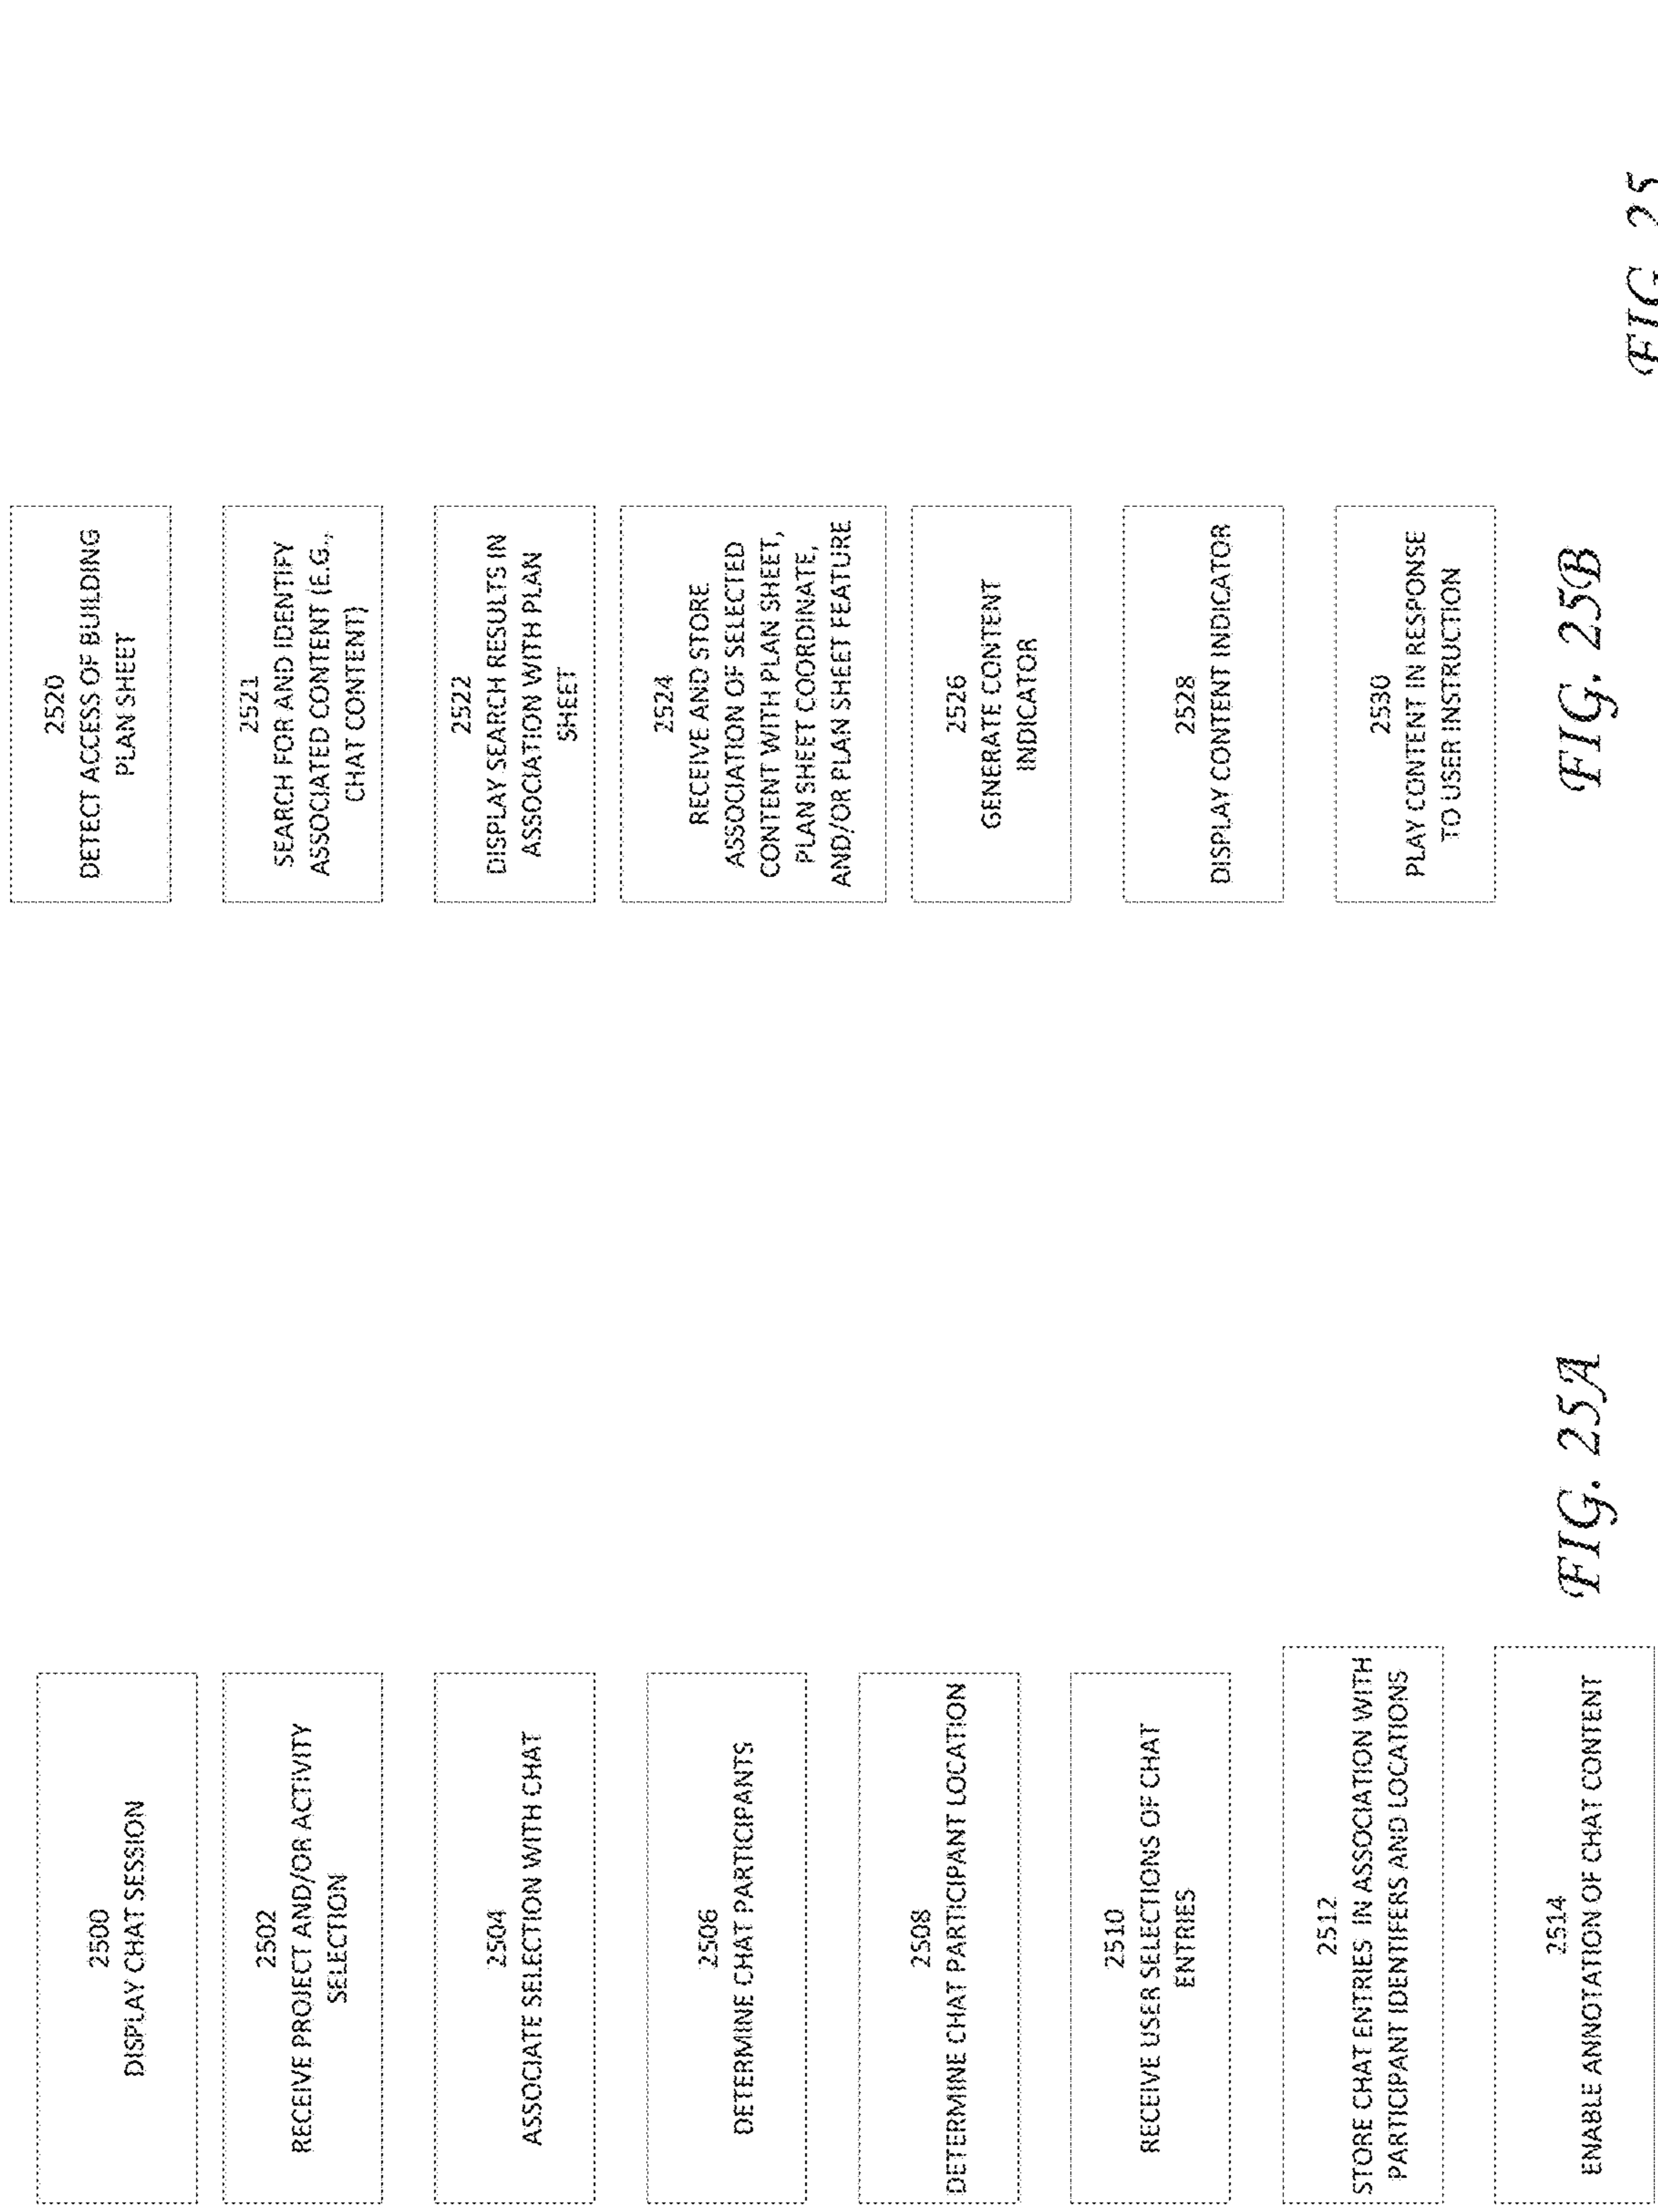 2500
DISPLAY CHAT SESSION
2502
RECEIVE PROJECT AND/OR ACTIVITY
SELECTION
2504
ASSOCIATE SELECTION WITH CHAT
2506
DETERMINE CHAT PARTICIPANTS
2508
DETERMINE CHAT PARTICIPANT LOCATION
2510
RECEIVE USER SELECTIONS OF CHAT
ENTRIES
2512
STORE CHAT ENTRIES IN ASSOCIATION WITH
PARTICIPANT IDENTIFERS AND LOCATIONS
2514
ENABLE ANNOTATION OF CHAT CONTENT
FIG. 25A
2520
DETECT ACCESS OF BUILDING
PLAN SHEET
2521
SEARCH FOR AND IDENTIFY
ASSOCIATED CONTENT (E.G.,
CHAT CONTENT)
2522
DISPLAY SEARCH RESULTS IN
ASSOCIATION WITH PLAN
SHEET
2524
RECEIVE AND STORE
ASSOCIATION OF SELECTED
CONTENT WITH PLAN SHEET,
PLAN SHEET COORDINATE,
AND/OR PLAN SHEET FEATURE
2526
GENERATE CONTENT
INDICATOR
2528
DISPLAY CONTENT INDICATOR
2530
PLAY CONTENT IN RESPONSE
TO USER INSTRUCTION
FIG. 25B
FIG. 25